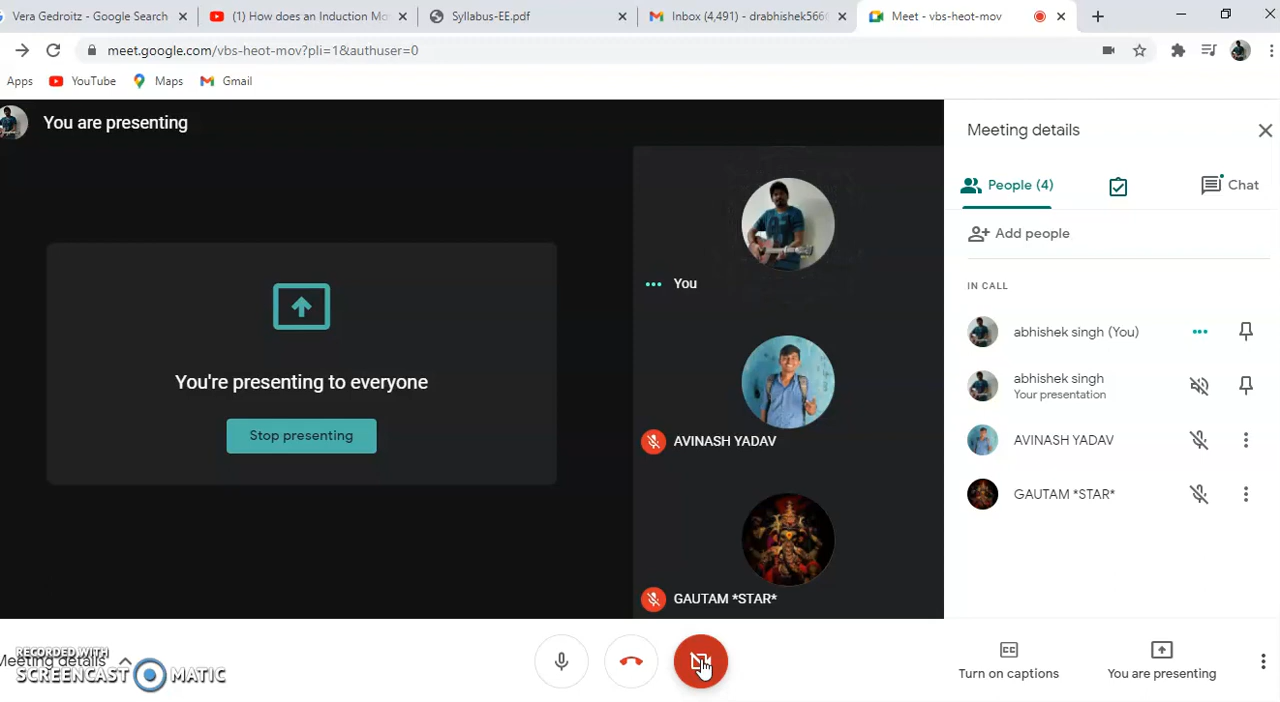 Vera Gedroitz - Google Search
(1) How does an Induction Mo
Syllabus-EE.pdf
Inbox (4,491) - drabhishek566
Meet - vbs-heot-mov
meet.google.com/vbs-heot-mov?pli=1&authuser=0
Apps
YouTube
Maps
Gmail
You are presenting
You're presenting to everyone
Stop presenting
You
AVINASH YADAV
GAUTAM *STAR*
Meeting details
People (4)
Chat
Add people
IN CALL
abhishek singh (You)
abhishek singh
Your presentation
AVINASH YADAV
GAUTAM *STAR*
RECORDED WITH
Meeting details
SCREENCAST MATIC
CC
Turn on captions
You are presenting